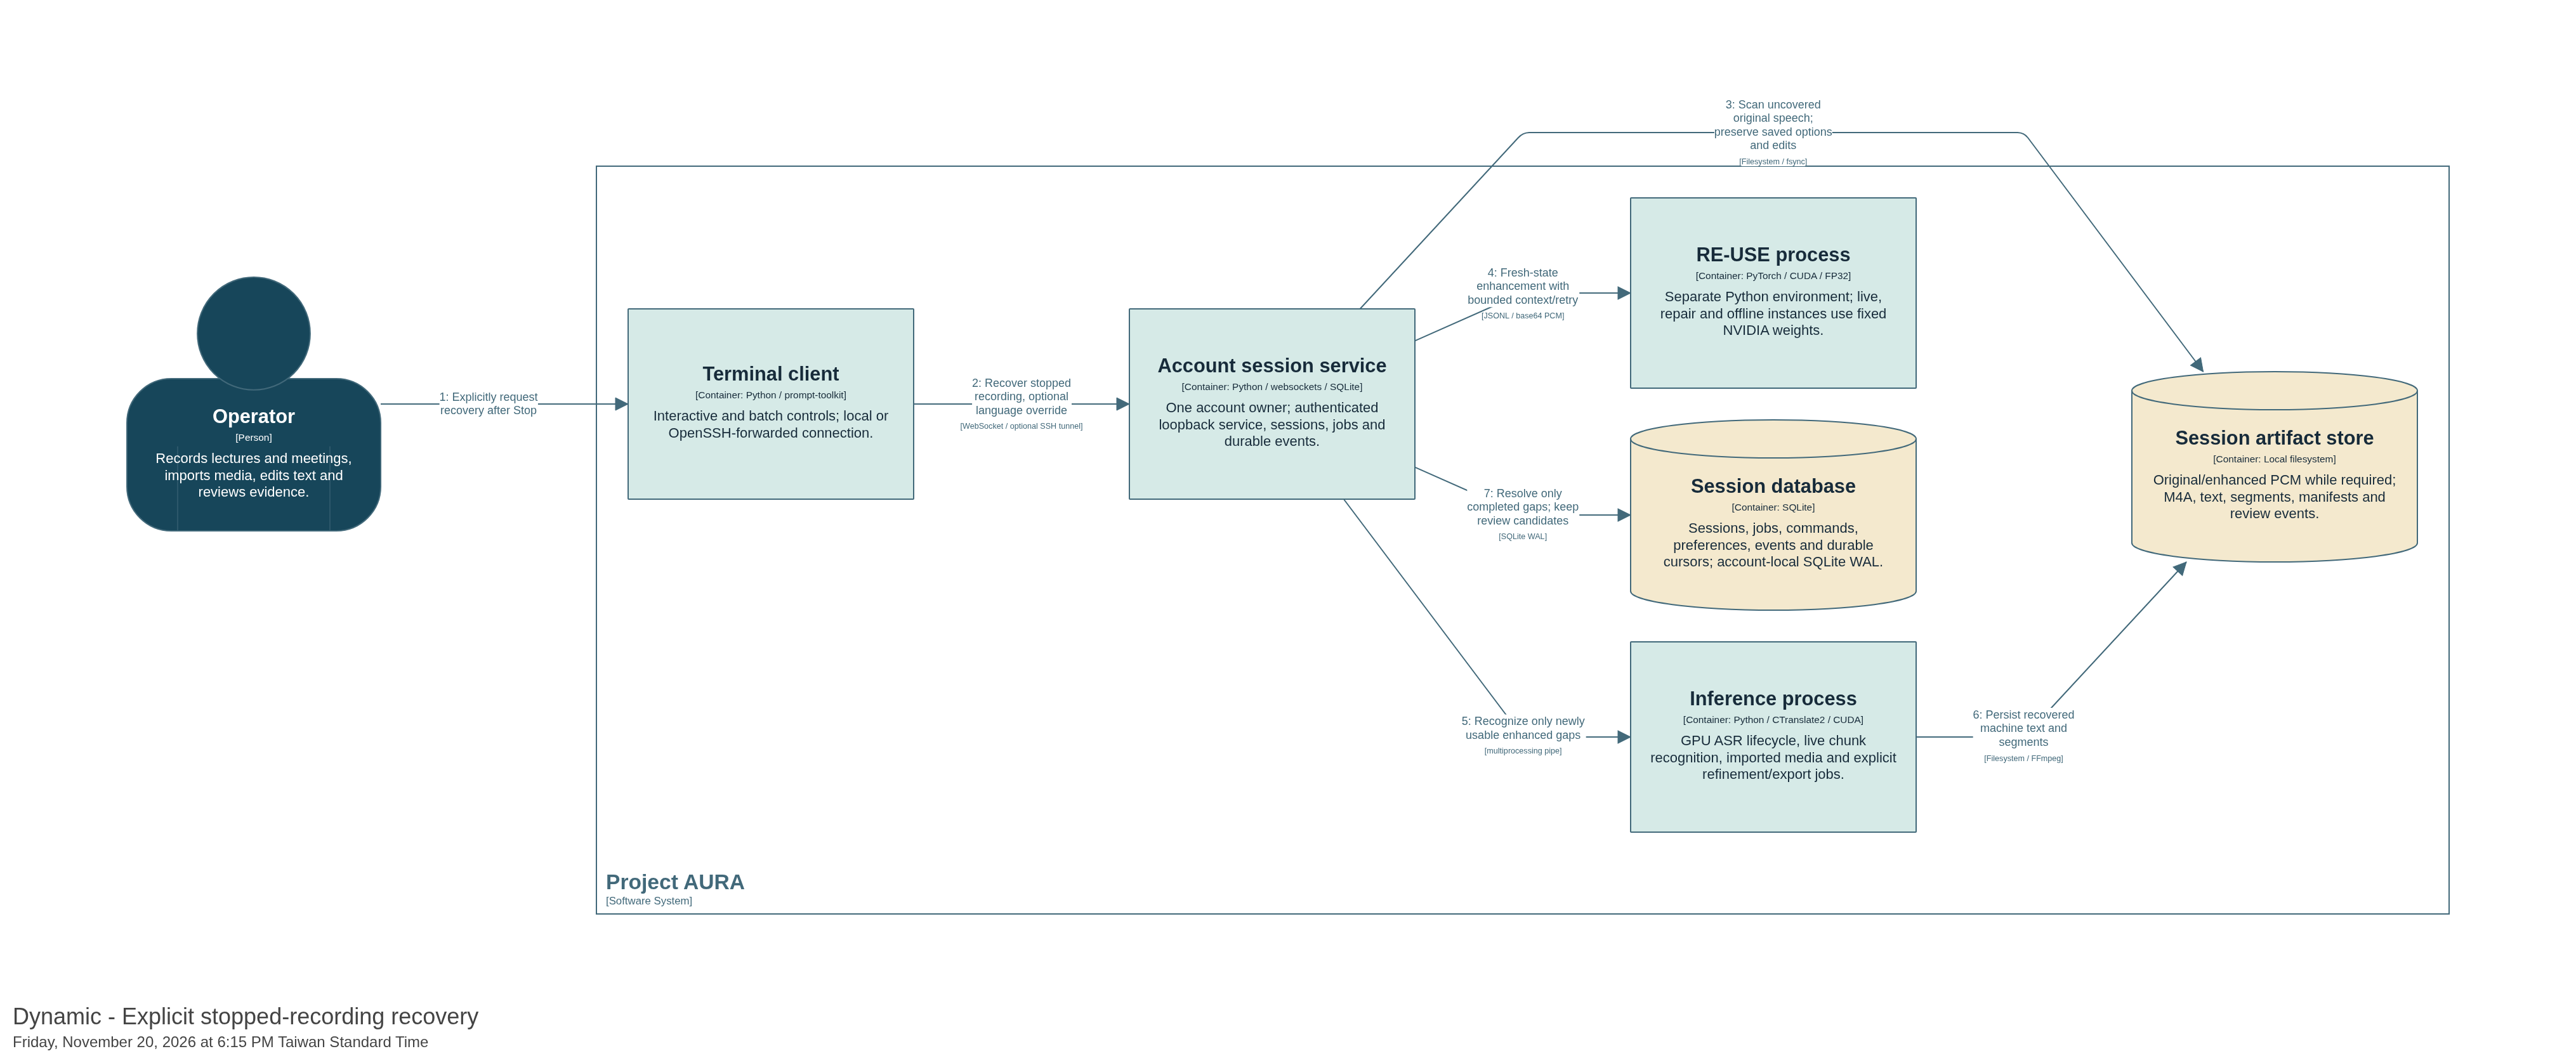 3: Scan uncovered
original speech;
preserve saved options
and edits
[Filesystem / fsync]
Operator
[Person]
Records lectures and meetings,
imports media, edits text and
reviews evidence.
1: Explicitly request
recovery after Stop
Terminal client
[Container: Python / prompt-toolkit]
Interactive and batch controls; local or
OpenSSH-forwarded connection.
2: Recover stopped
recording, optional
language override
[WebSocket / optional SSH tunnel]
Account session service
[Container: Python / websockets / SQLite]
One account owner; authenticated
loopback service, sessions, jobs and
durable events.
4: Fresh-state
enhancement with
bounded context/retry
[JSONL / base64 PCM]
RE-USE process
[Container: PyTorch / CUDA / FP32]
Separate Python environment; live,
repair and offline instances use fixed
NVIDIA weights.
7: Resolve only
completed gaps; keep
review candidates
[SQLite WAL]
Session database
[Container: SQLite]
Sessions, jobs, commands,
preferences, events and durable
cursors; account-local SQLite WAL.
Session artifact store
[Container: Local filesystem]
Original/enhanced PCM while required;
M4A, text, segments, manifests and
review events.
5: Recognize only newly
usable enhanced gaps
[multiprocessing pipe]
Inference process
[Container: Python / CTranslate2 / CUDA]
GPU ASR lifecycle, live chunk
recognition, imported media and explicit
refinement/export jobs.
6: Persist recovered
machine text and
segments
[Filesystem / FFmpeg]
Project AURA
[Software System]
Dynamic - Explicit stopped-recording recovery
Friday, November 20, 2026 at 6:15 PM Taiwan Standard Time